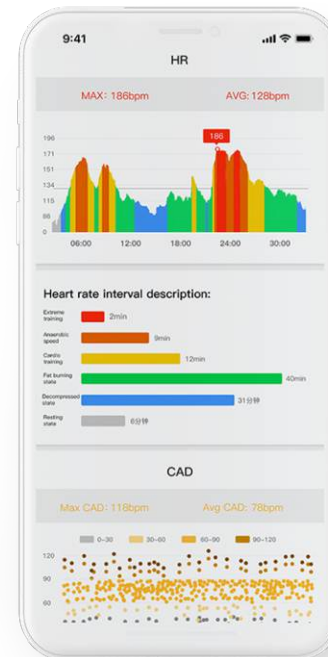 9:41
HR
MAX: 186bpm AVG: 128bpm
186
196
171
151
134
115
86
0
06:00 12:00 18:00 24:00 30:00
Heart rate interval description:
Extreme training 2min
Anaerobic speed 9min
Cardio training 12min
Fat burning state 40min
Decompressed state 31分钟
Resting state 6分钟
CAD
Max CAD: 118bpm Avg CAD: 78bpm
0-30 30-60 60-90 90-120
120
90
60